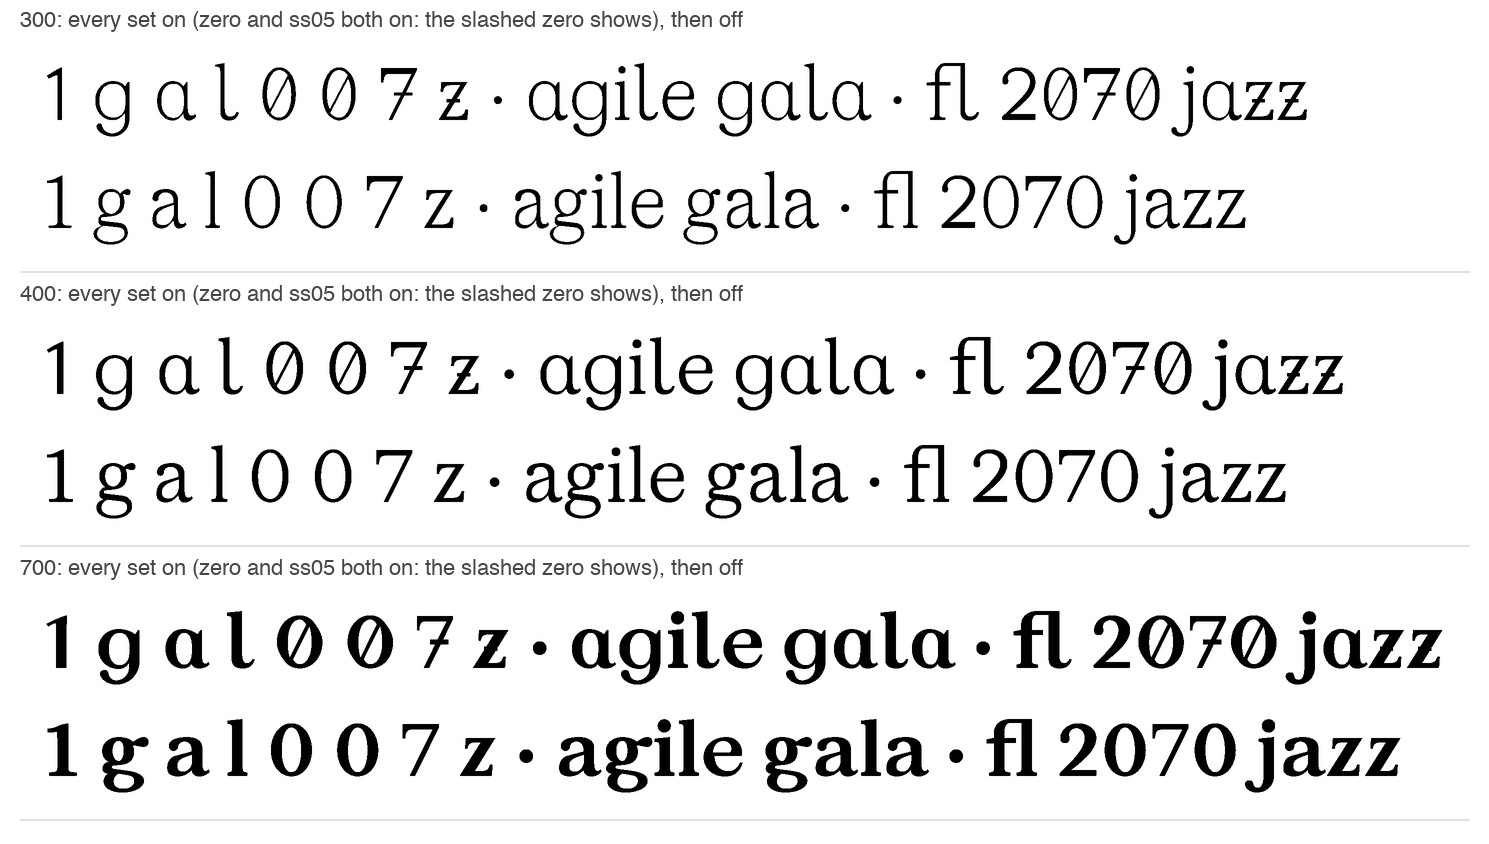 300: every set on (zero and ss05 both on: the slashed zero shows), then off
1 g a l 0 0 7 z · agile gala · fl 2070 jazz
1 g a l 0 0 7 z · agile gala · fl 2070 jazz
400: every set on (zero and ss05 both on: the slashed zero shows), then off
1 g a l 0 0 7 z · agile gala · fl 2070 jazz
1 g a l 0 0 7 z · agile gala · fl 2070 jazz
700: every set on (zero and ss05 both on: the slashed zero shows), then off
1 g a l 0 0 7 z · agile gala · fl 2070 jazz
1 g a l 0 0 7 z · agile gala · fl 2070 jazz